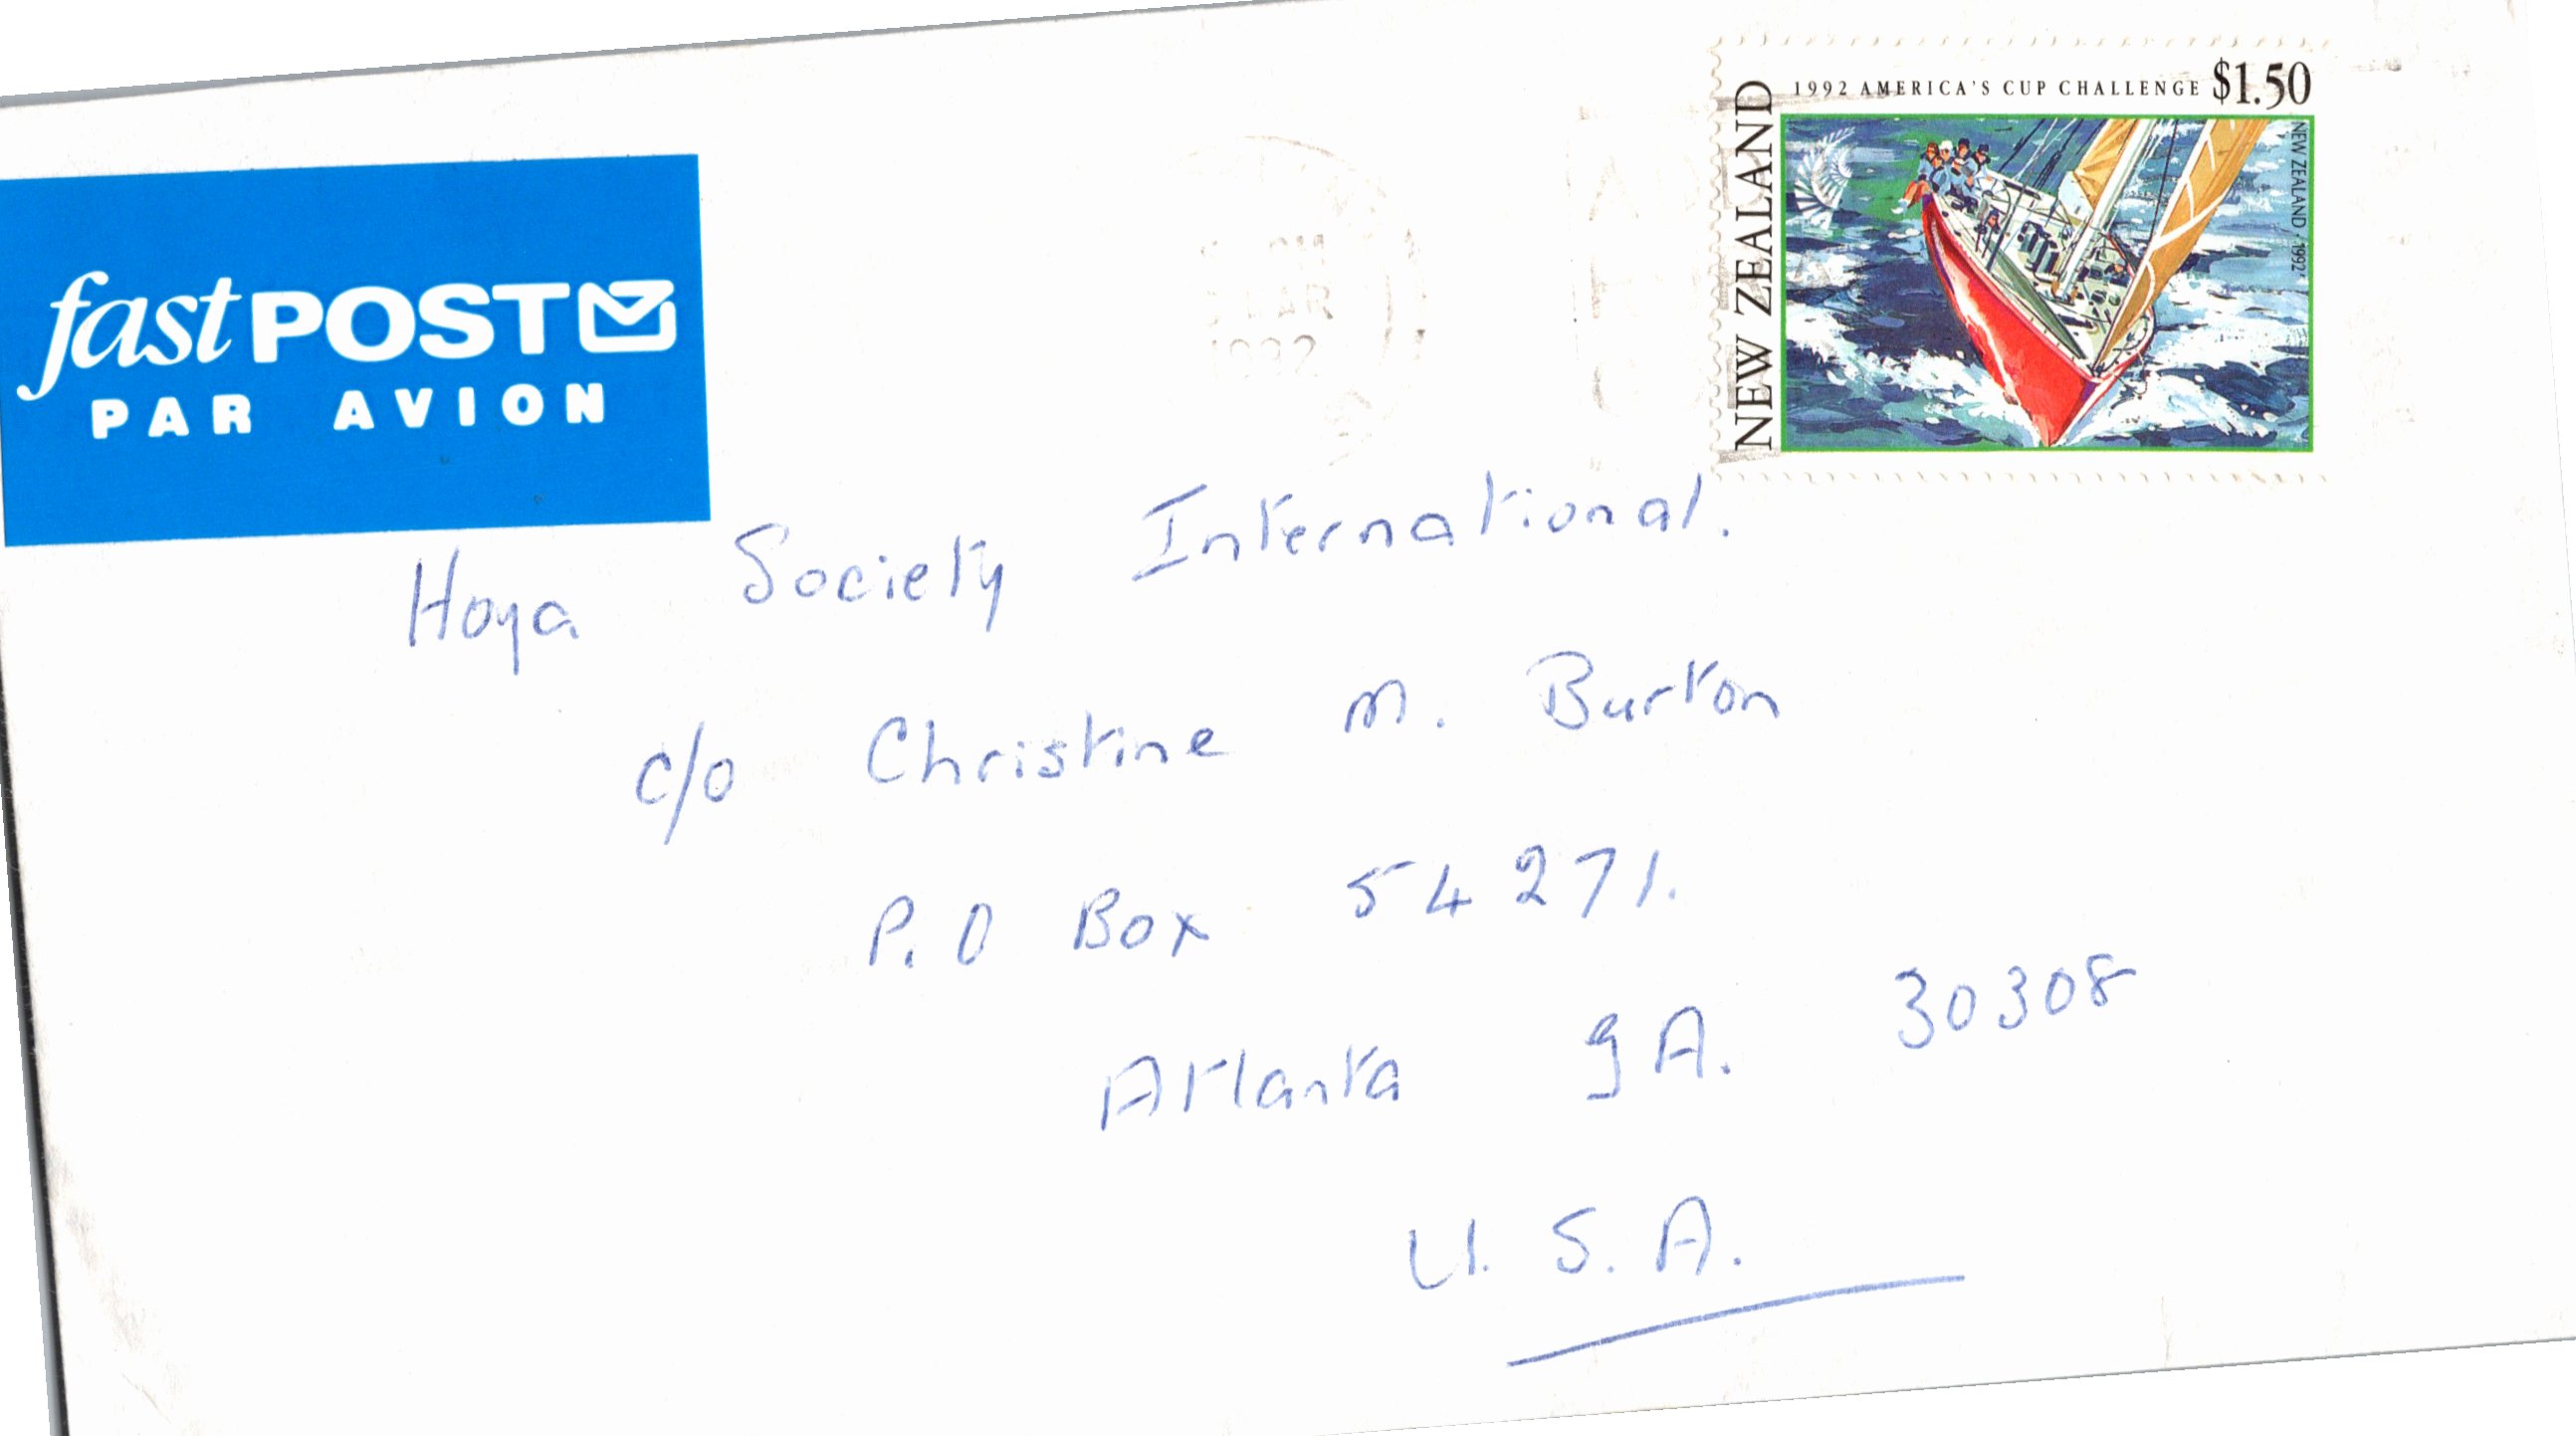 1992 AMERICA'S CUP CHALLENGE $1.50
NEW ZEALAND
NEW ZEALAND · 1992
fastPOST
PAR AVION
1992
Hoya Society International.
c/o Christine M. Burton
P.O Box 54271.
Atlanta GA. 30308
U.S.A.